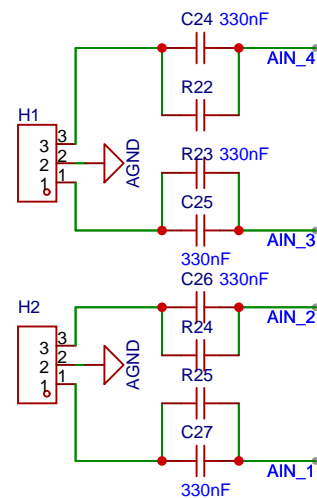 C24 330nF
AIN_4
R22
H1
3 3
2 2
1 1
AGND
R23 330nF
C25
AIN_3
330nF
C26 330nF
H2
AIN_2
R24
3 3
2 2
1 1
AGND
R25
C27
AIN_1
330nF